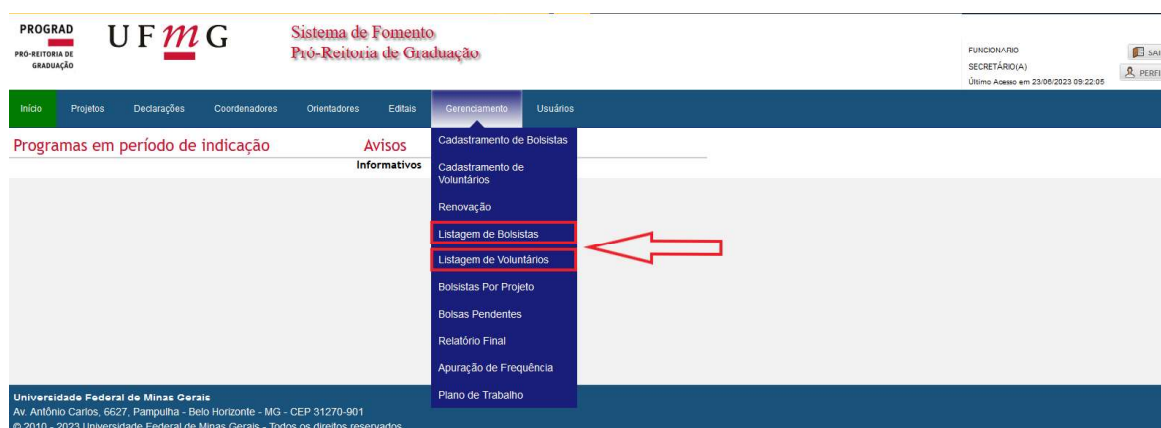 PROGRAD
PRÓ-REITORIA DE
GRADUAÇÃO
UFMG
Sistema de Fomento
Pró-Reitoria de Graduação
FUNCIONARIO
SECRETÁRIO(A)
Último Acesso em 23/06/2023 09:22:05
SAI
PERFI
Início Projetos Declarações Coordenadores Orientadores Editais Gerenciamento Usuários
Programas em período de indicação
Avisos
Informativos
Cadastramento de Bolsistas
Cadastramento de
Voluntários
Renovação
Listagem de Bolsistas
Listagem de Voluntários
Bolsistas Por Projeto
Bolsas Pendentes
Relatório Final
Apuração de Frequência
Plano de Trabalho
Universidade Federal de Minas Gerais
Av. Antônio Carlos, 6627, Pampulha - Belo Horizonte - MG - CEP 31270-901
© 2010 - 2023 Universidade Federal de Minas Gerais - Todos os direitos reservados